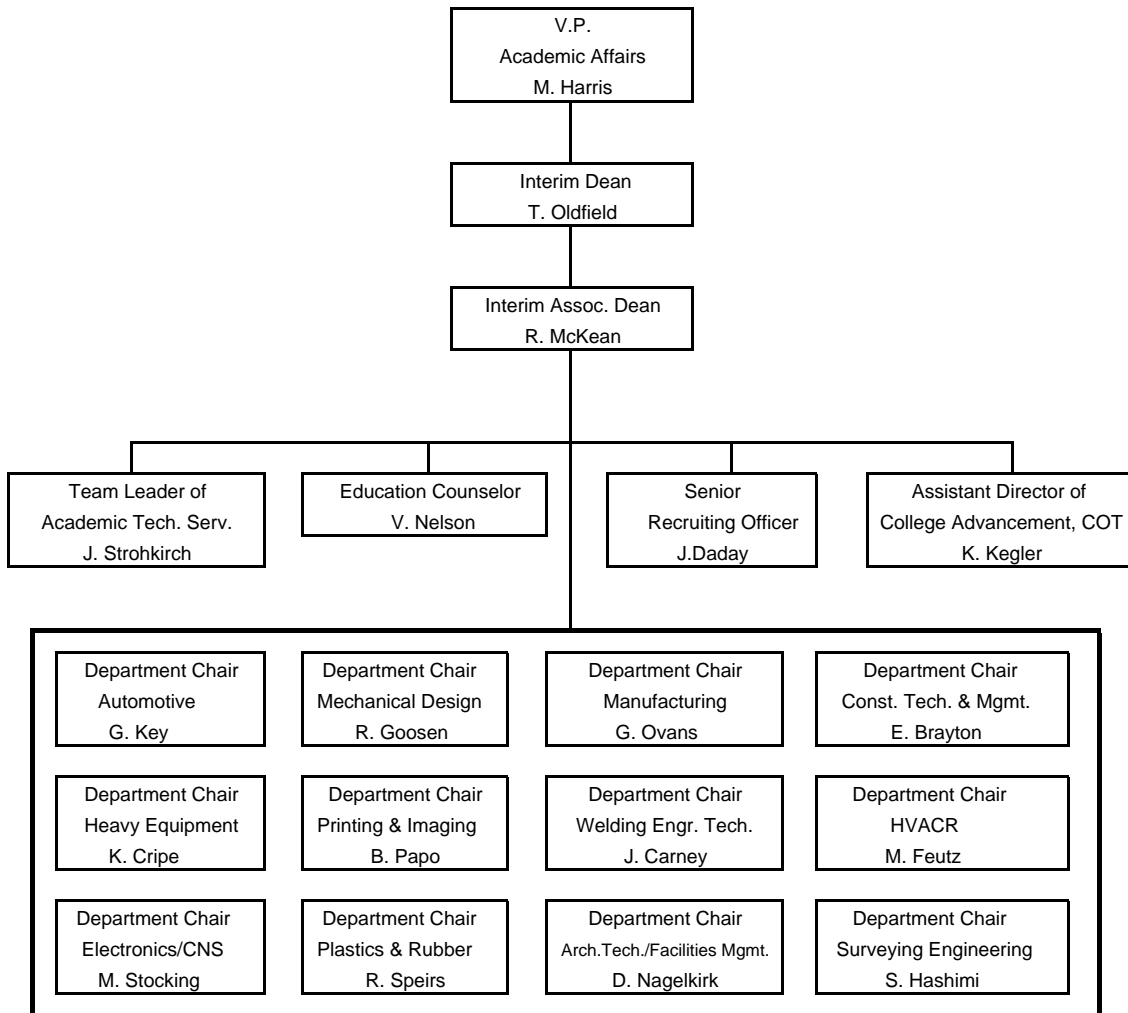 V.P.
Academic Affairs
M. Harris
Interim Dean
T. Oldfield
Interim Assoc. Dean
R. McKean
Team Leader of
Academic Tech. Serv.
J. Strohkirch
Education Counselor
V. Nelson
Senior
Recruiting Officer
J.Daday
Assistant Director of
College Advancement, COT
K. Kegler
Department Chair
Automotive
G. Key
Department Chair
Mechanical Design
R. Goosen
Department Chair
Manufacturing
G. Ovans
Department Chair
Const. Tech. & Mgmt.
E. Brayton
Department Chair
Heavy Equipment
K. Cripe
Department Chair
Printing & Imaging
B. Papo
Department Chair
Welding Engr. Tech.
J. Carney
Department Chair
HVACR
M. Feutz
Department Chair
Electronics/CNS
M. Stocking
Department Chair
Plastics & Rubber
R. Speirs
Department Chair
Arch.Tech./Facilities Mgmt.
D. Nagelkirk
Department Chair
Surveying Engineering
S. Hashimi